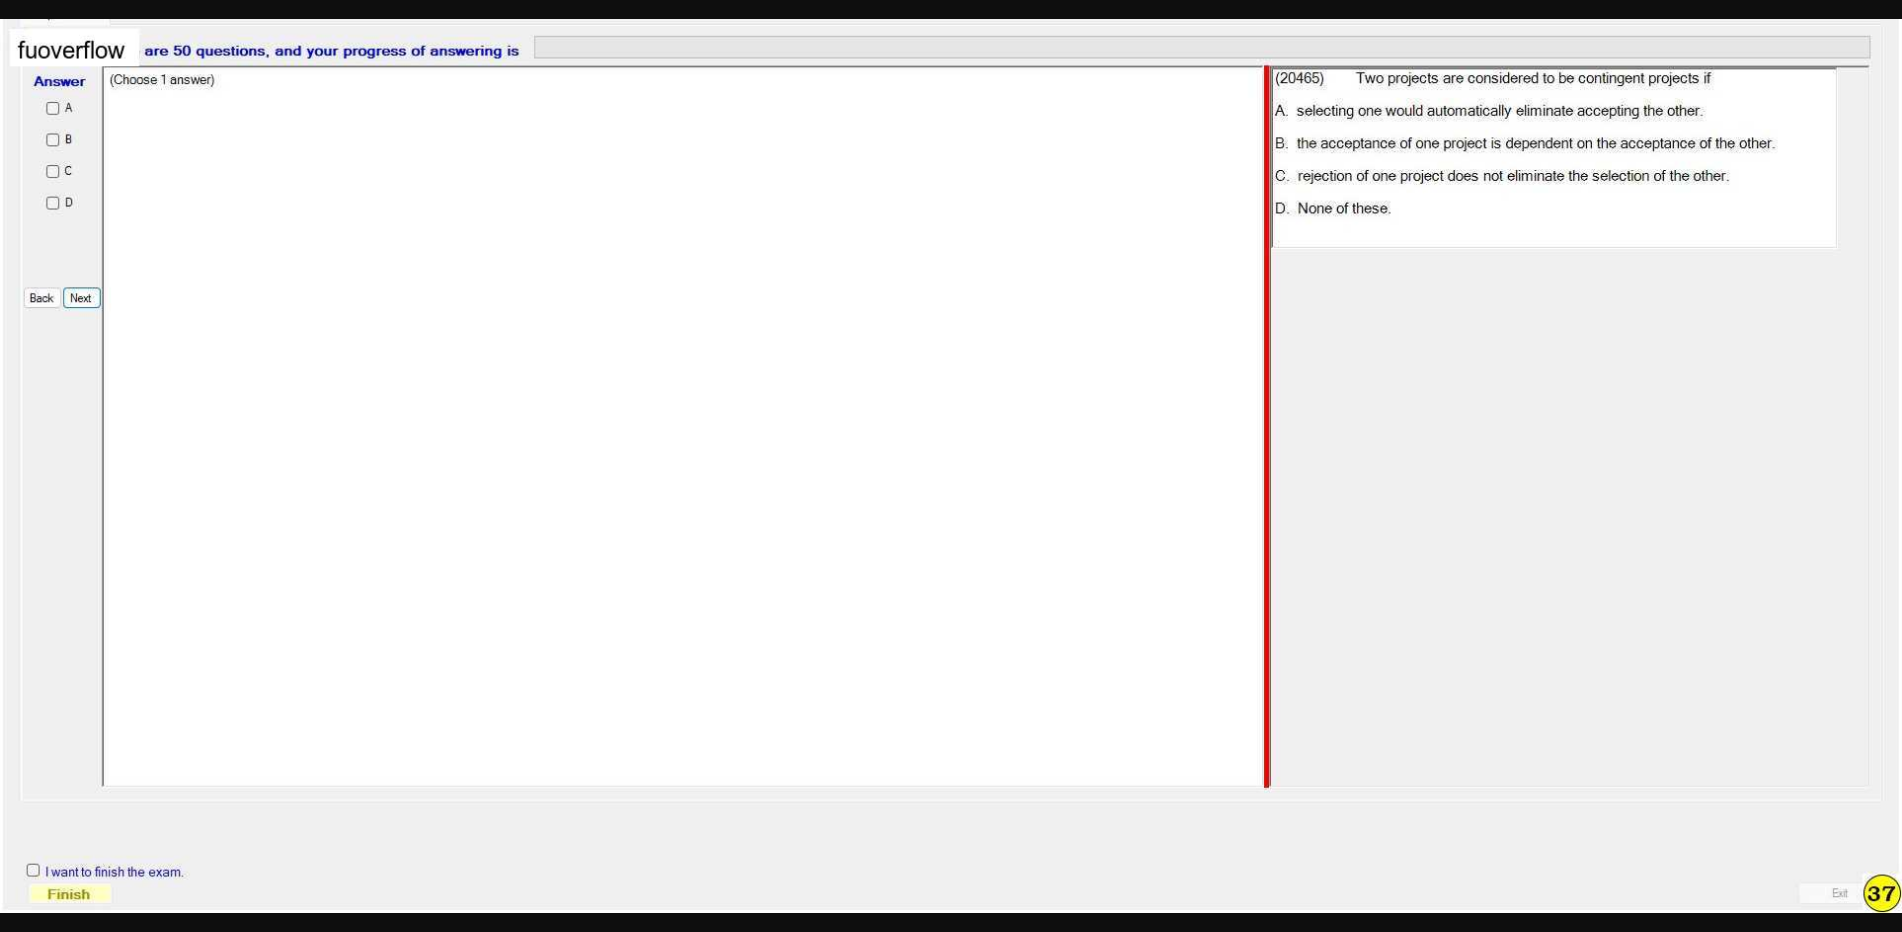 fuoverflow are 50 questions, and your progress of answering is
Answer
A
B
C
D
Back Next
(Choose 1 answer)
(20465) Two projects are considered to be contingent projects if
A. selecting one would automatically eliminate accepting the other.
B. the acceptance of one project is dependent on the acceptance of the other.
C. rejection of one project does not eliminate the selection of the other.
D. None of these.
I want to finish the exam.
Finish
Exit 37